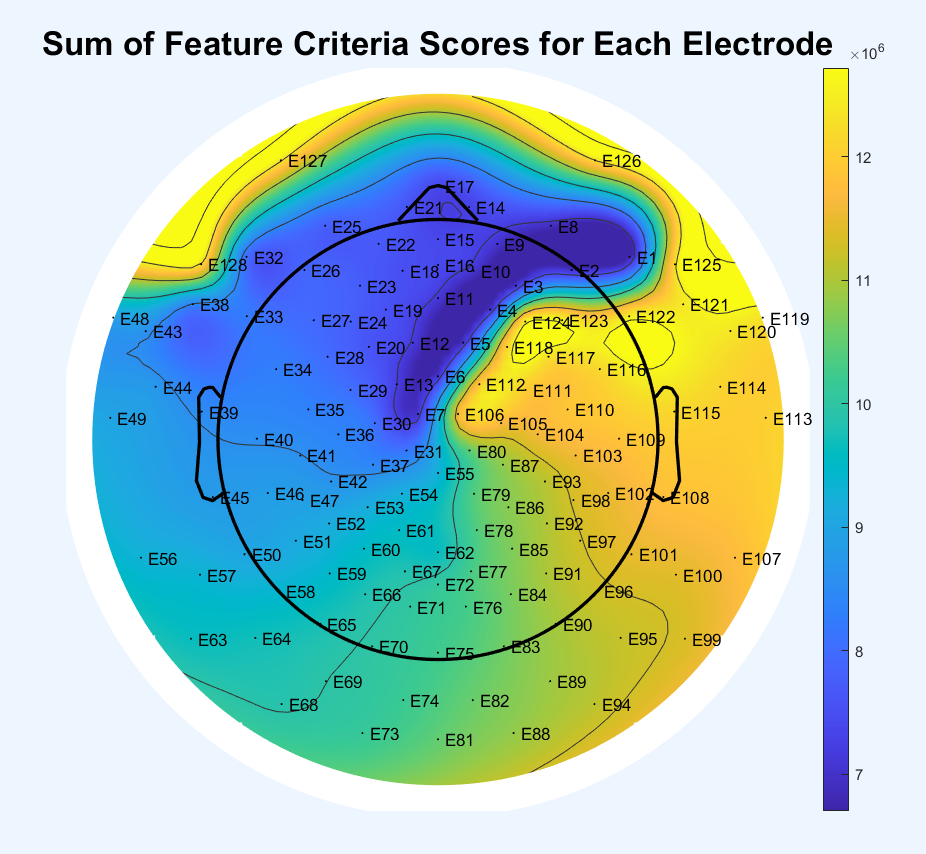 Sum of Feature Criteria Scores for Each Electrode
×10⁶
E127 E126
E17
E21 E14
E25 E8
E22 E15 E9
E128 E32 E26 E18 E16 E10 E2 E1 E125
E23 E3
E38 E19 E11 E4 E121
E48 E43 E33 E27 E24 E124 E123 E122 E120 E119
E28 E20 E12 E5 E118 E117
E34 E116
E44 E29 E13 E6 E112 E111 E114
E49 E39 E35 E30 E7 E106 E105 E110 E115 E113
E40 E36 E104 E109
E41 E37 E31 E80 E87 E103
E42 E55 E93
E45 E46 E47 E53 E54 E79 E86 E98 E102 E108
E52 E61 E78 E92
E51 E60 E62 E85 E97
E56 E50 E101 E107
E57 E59 E67 E77 E91 E100
E58 E66 E72 E84 E96
E71 E76
E63 E64 E65 E90 E95 E99
E70 E75 E83
E69 E89
E68 E74 E82 E94
E73 E81 E88
12
11
10
9
8
7